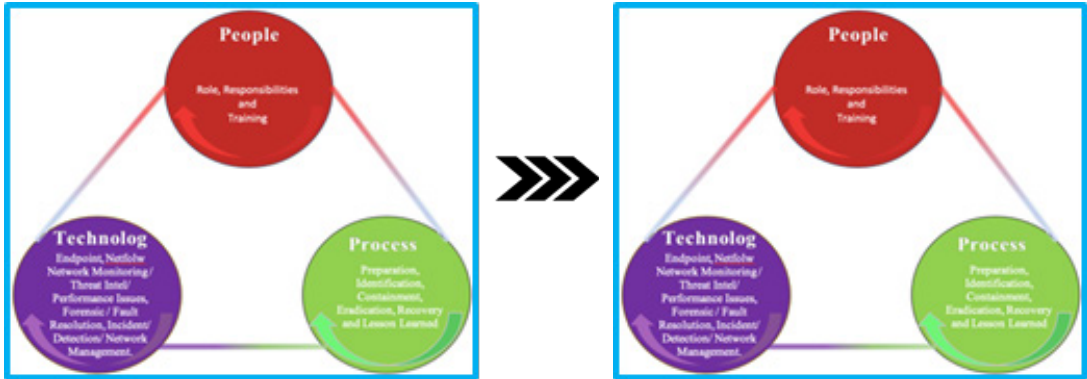 People
Role, Responsibilities
and
Training
Technolog
Endpoint, Netfolw
Network Monitoring /
Threat Intel/
Performance Issues,
Forensic / Fault
Resolution, Incident/
Detection/ Network
Management.
Process
Preparation,
Identification,
Containment,
Eradication, Recovery
and Lesson Learned
People
Role, Responsibilities
and
Training
Technolog
Endpoint, Netfolw
Network Monitoring /
Threat Intel/
Performance Issues,
Forensic / Fault
Resolution, Incident/
Detection/ Network
Management.
Process
Preparation,
Identification,
Containment,
Eradication, Recovery
and Lesson Learned